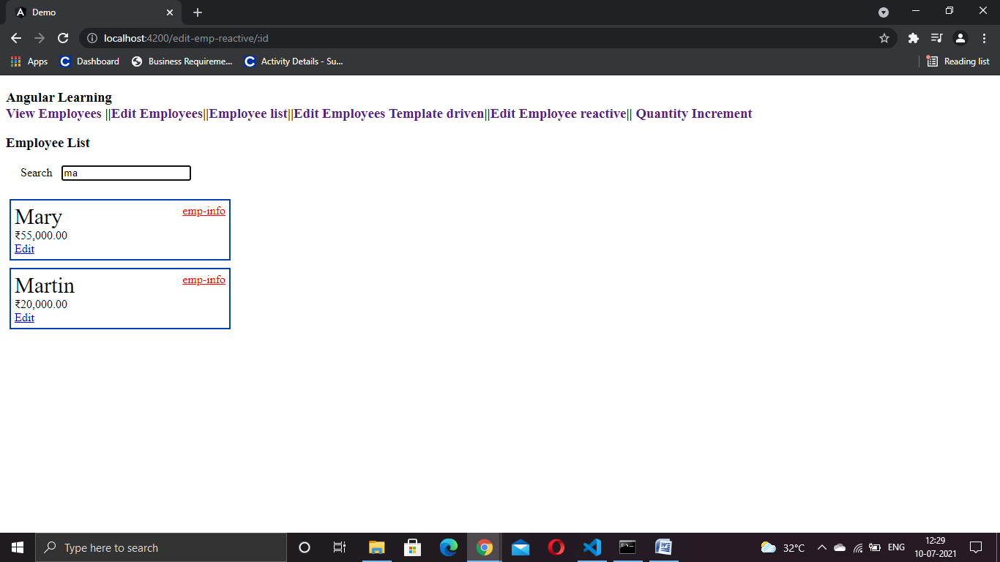 Demo
localhost:4200/edit-emp-reactive/:id
Apps Dashboard Business Requireme... Activity Details - Su... Reading list
Angular Learning
View Employees ||Edit Employees||Employee list||Edit Employees Template driven||Edit Employee reactive|| Quantity Increment
Employee List
Search ma
Mary emp-info
₹55,000.00
Edit
Martin emp-info
₹20,000.00
Edit
Type here to search 32°C ENG 12:29
10-07-2021